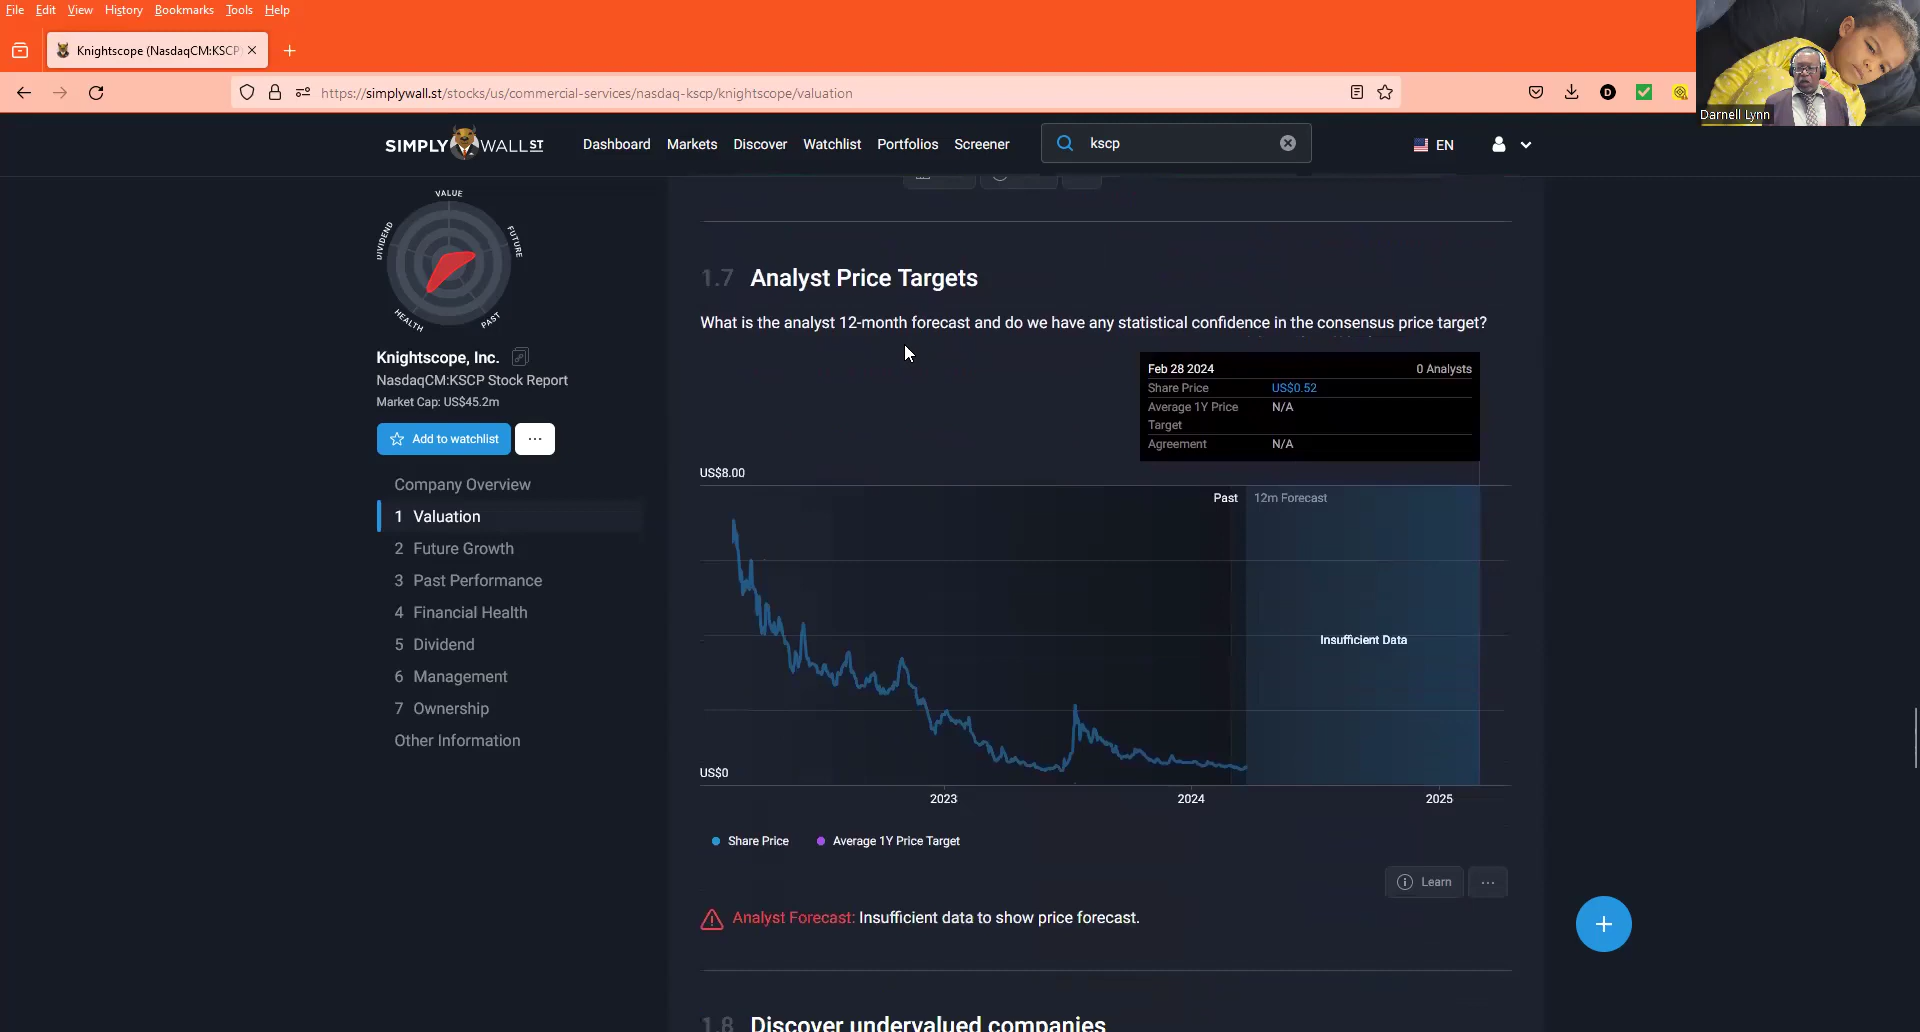 File Edit View History Bookmarks Tools Help
Knightscope (NasdaqCM:KSCP
https://simplywall.st/stocks/us/commercial-services/nasdaq-kscp/knightscope/valuation
Darnell Lynn
SIMPLY WALL ST
Dashboard Markets Discover Watchlist Portfolios Screener
kscp
EN
VALUE
FUTURE
PAST
HEALTH
DIVIDEND
Knightscope, Inc.
NasdaqCM:KSCP Stock Report
Market Cap: US$45.2m
Add to watchlist
Company Overview
1 Valuation
2 Future Growth
3 Past Performance
4 Financial Health
5 Dividend
6 Management
7 Ownership
Other Information
1.7 Analyst Price Targets
What is the analyst 12-month forecast and do we have any statistical confidence in the consensus price target?
Feb 28 2024 0 Analysts
Share Price US$0.52
Average 1Y Price Target N/A
Agreement N/A
US$8.00
Past 12m Forecast
Insufficient Data
US$0
2023 2024 2025
Share Price Average 1Y Price Target
Learn
Analyst Forecast: Insufficient data to show price forecast.
1.8 Discover undervalued companies